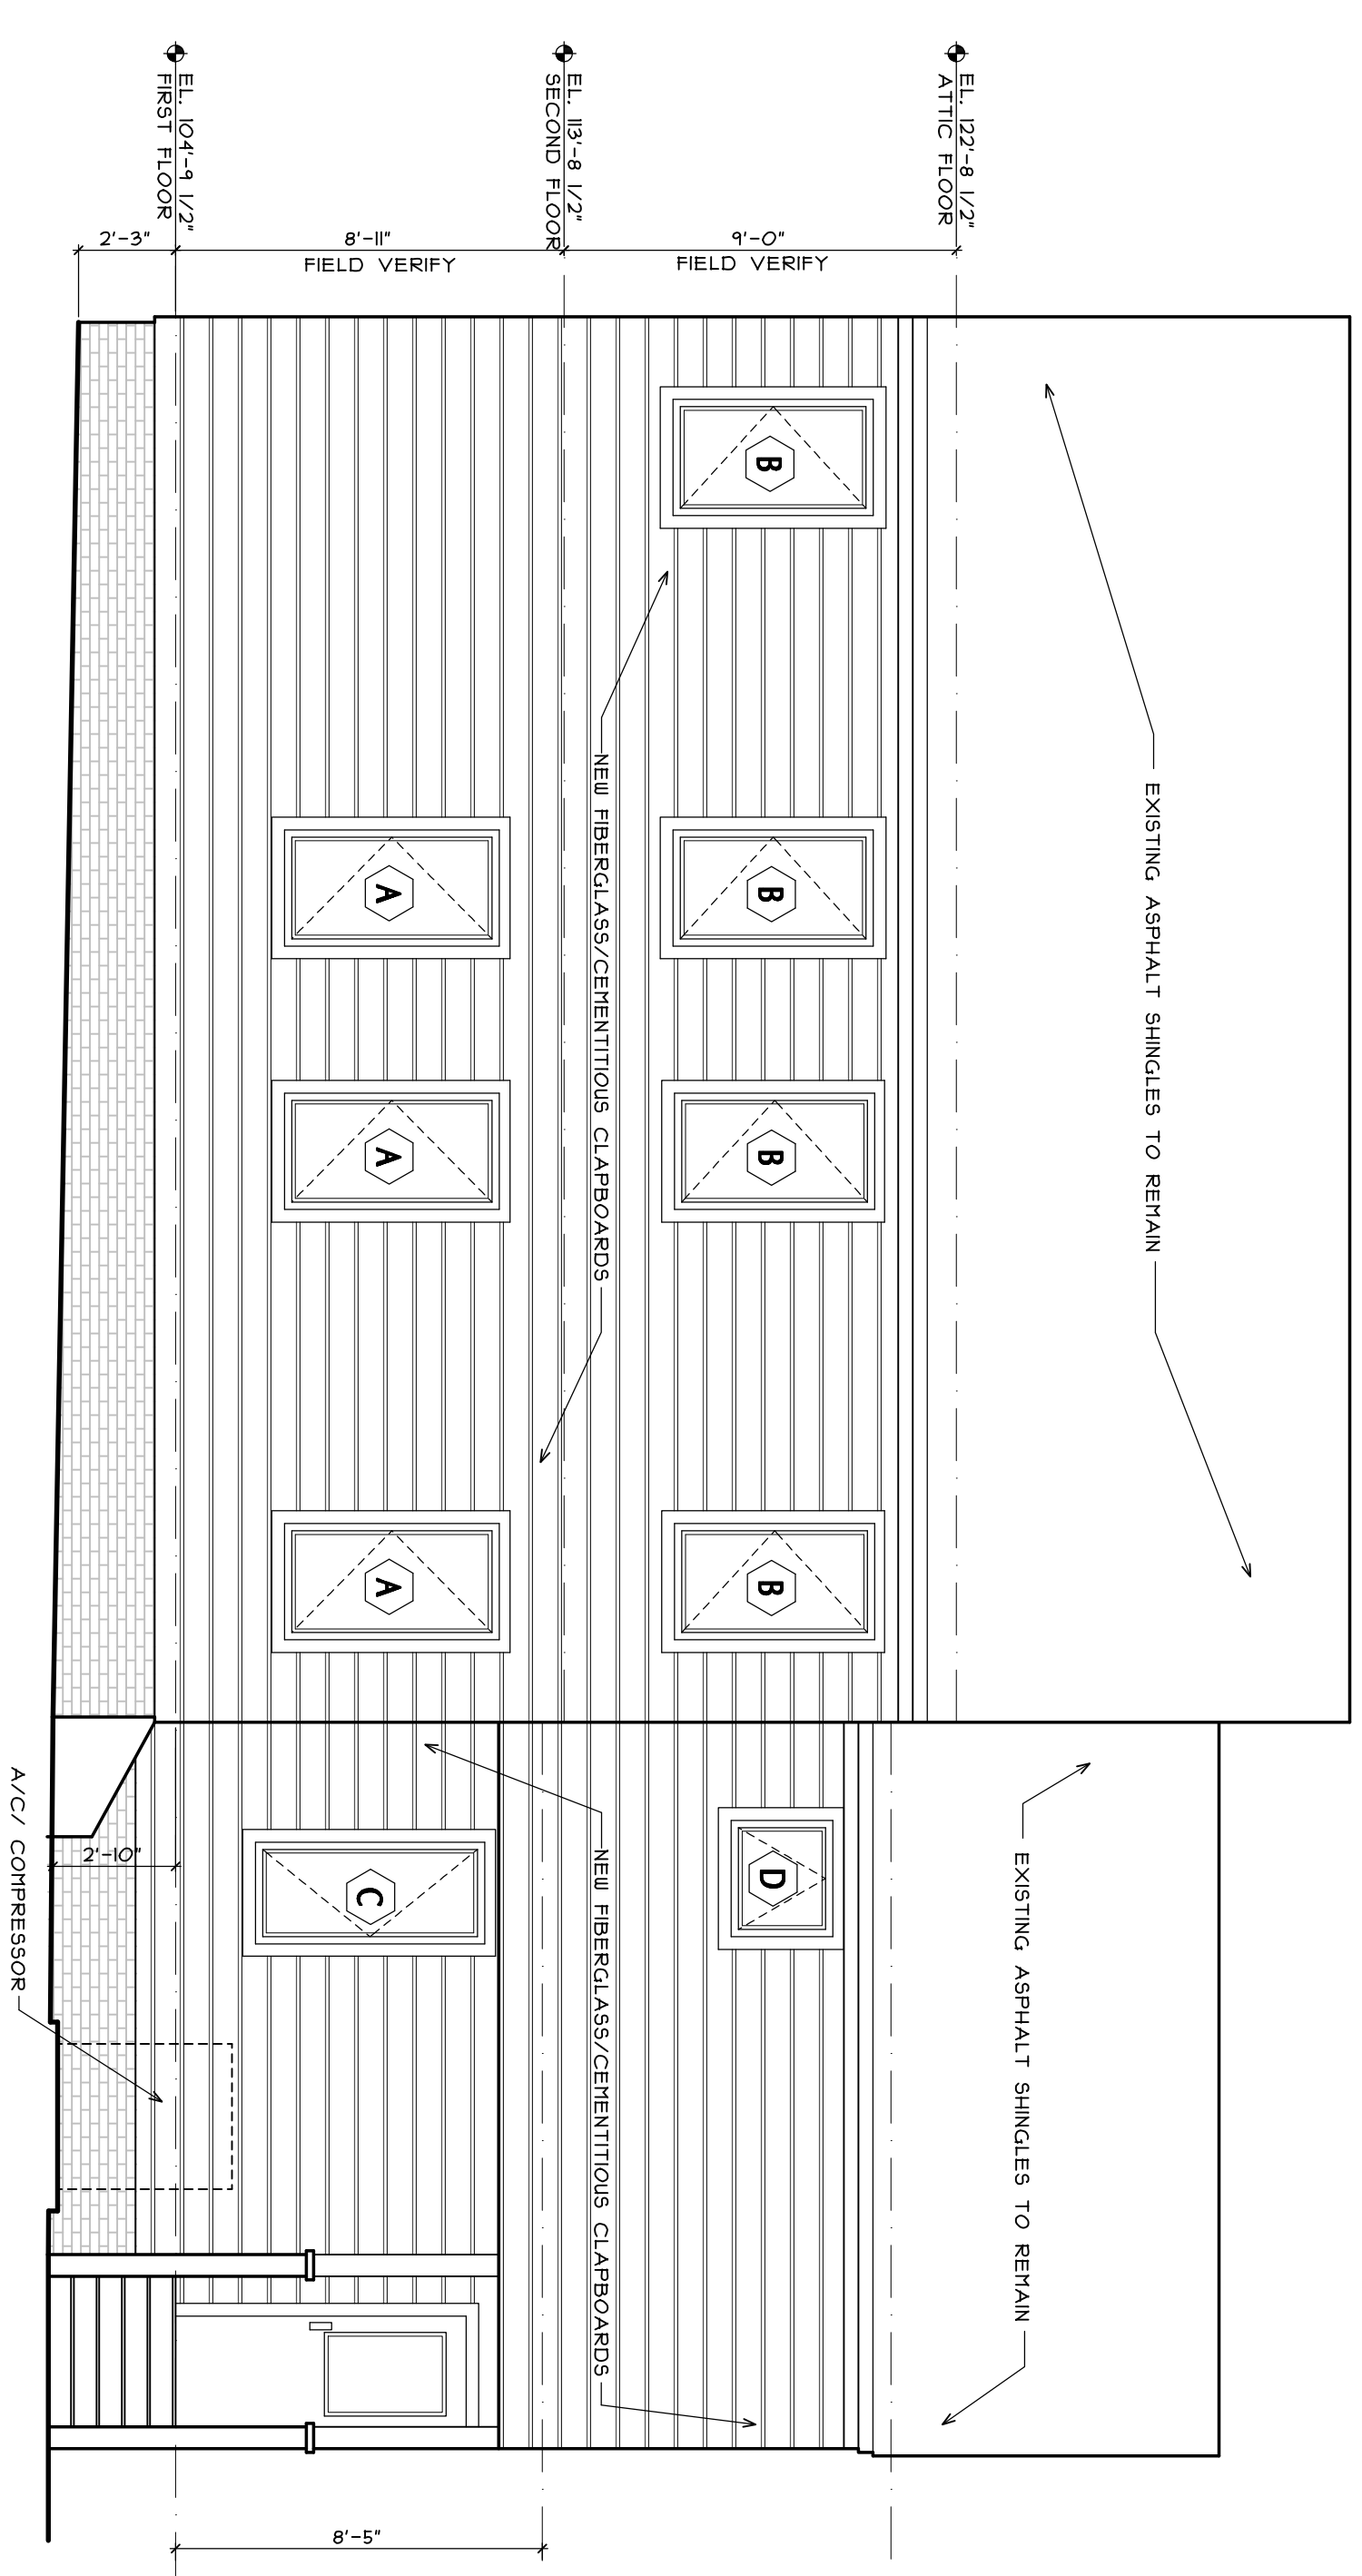 EL. 122'-8 1/2"
ATTIC FLOOR
9'-0"
FIELD VERIFY
EL. 113'-8 1/2"
SECOND FLOOR
8'-11"
FIELD VERIFY
EL. 104'-9 1/2"
FIRST FLOOR
2'-3"
EXISTING ASPHALT SHINGLES TO REMAIN
EXISTING ASPHALT SHINGLES TO REMAIN
B
B
B
B
D
NEW FIBERGLASS/CEMENTITIOUS CLAPBOARDS
NEW FIBERGLASS/CEMENTITIOUS CLAPBOARDS
A
A
A
C
8'-5"
2'-10"
A/C/ COMPRESSOR